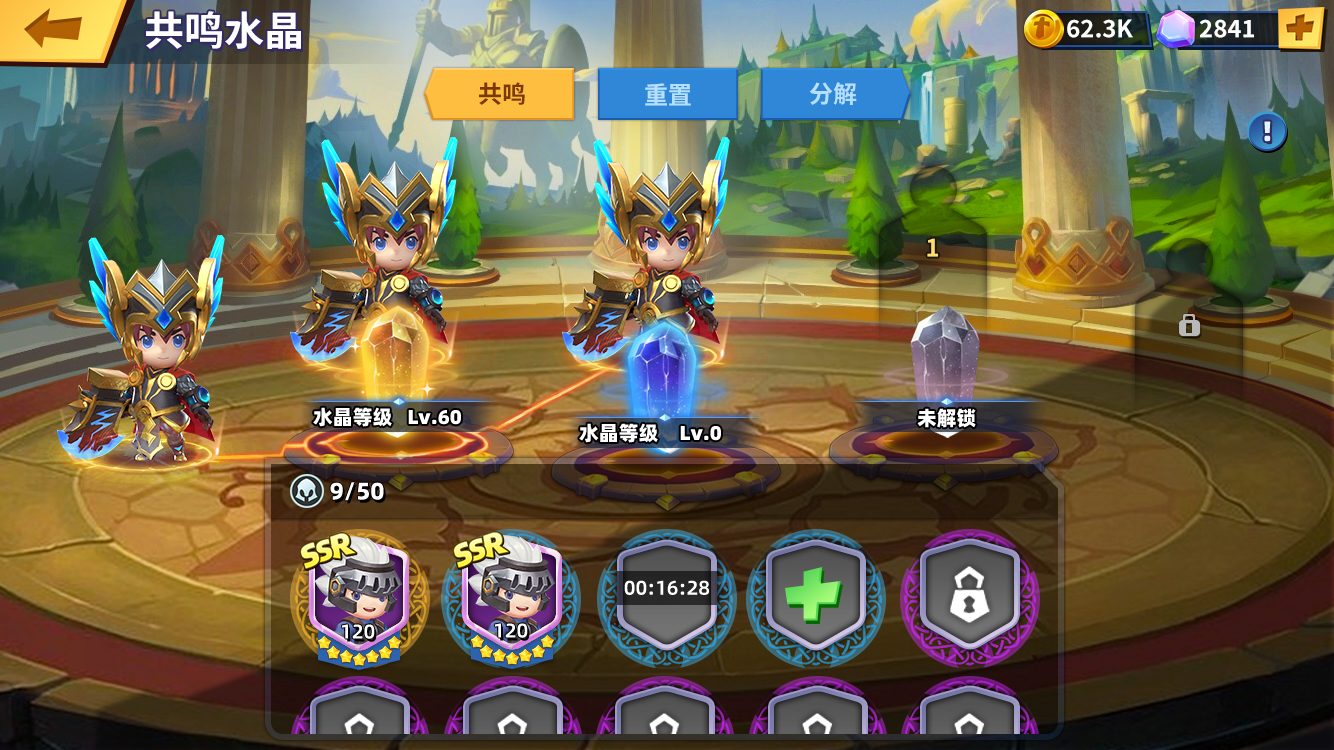 共鸣水晶
62.3K
2841
共鸣
重置
分解
!
1
水晶等级 Lv.60
水晶等级 Lv.0
未解锁
9/50
SSR
120
SSR
120
00:16:28